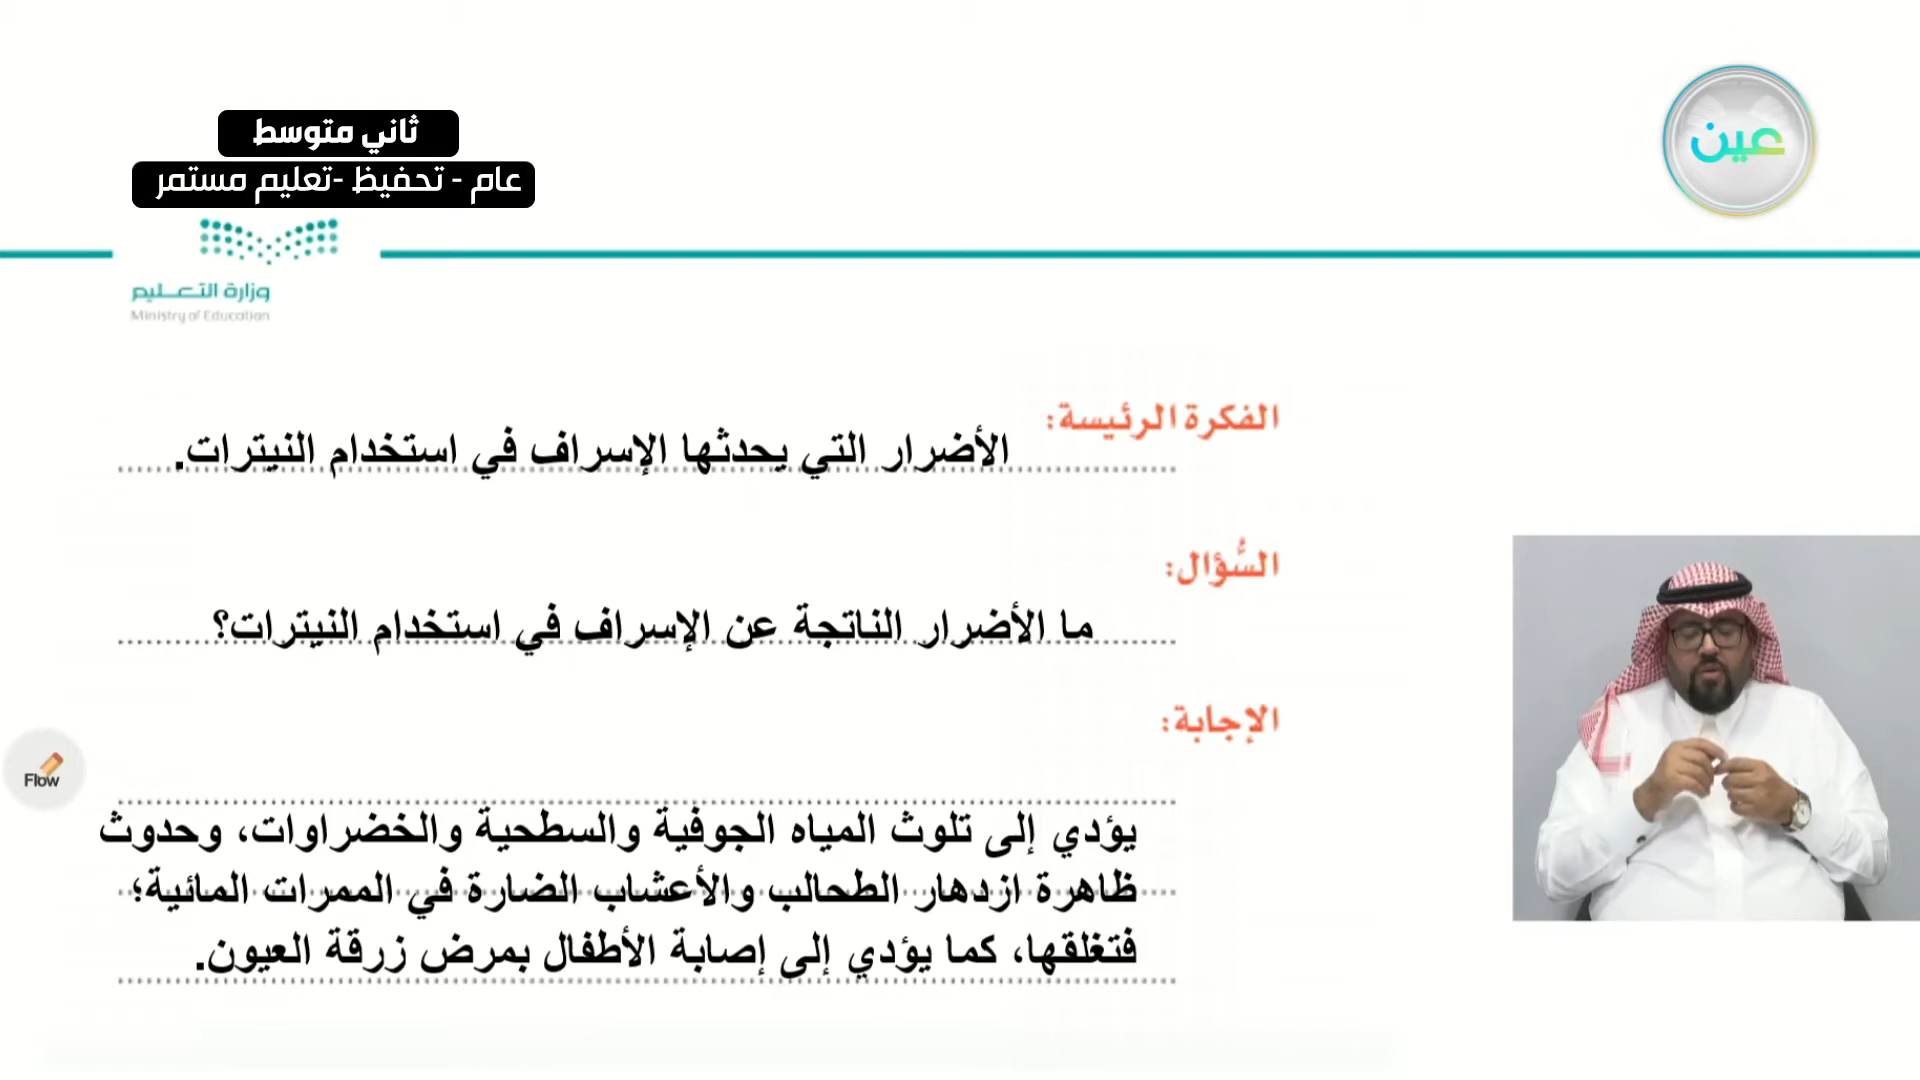 ثاني متوسط
عام - تحفيظ -تعليم مستمر
عين
وزارة التعليم
Ministry of Education
الفكرة الرئيسة:
الأضرار التي يحدثها الإسراف في استخدام النيترات.
السُّؤال:
ما الأضرار الناتجة عن الإسراف في استخدام النيترات؟
الإجابة:
Flow
يؤدي إلى تلوث المياه الجوفية والسطحية والخضراوات، وحدوث
ظاهرة ازدهار الطحالب والأعشاب الضارة في الممرات المائية؛
فتغلقها، كما يؤدي إلى إصابة الأطفال بمرض زرقة العيون.